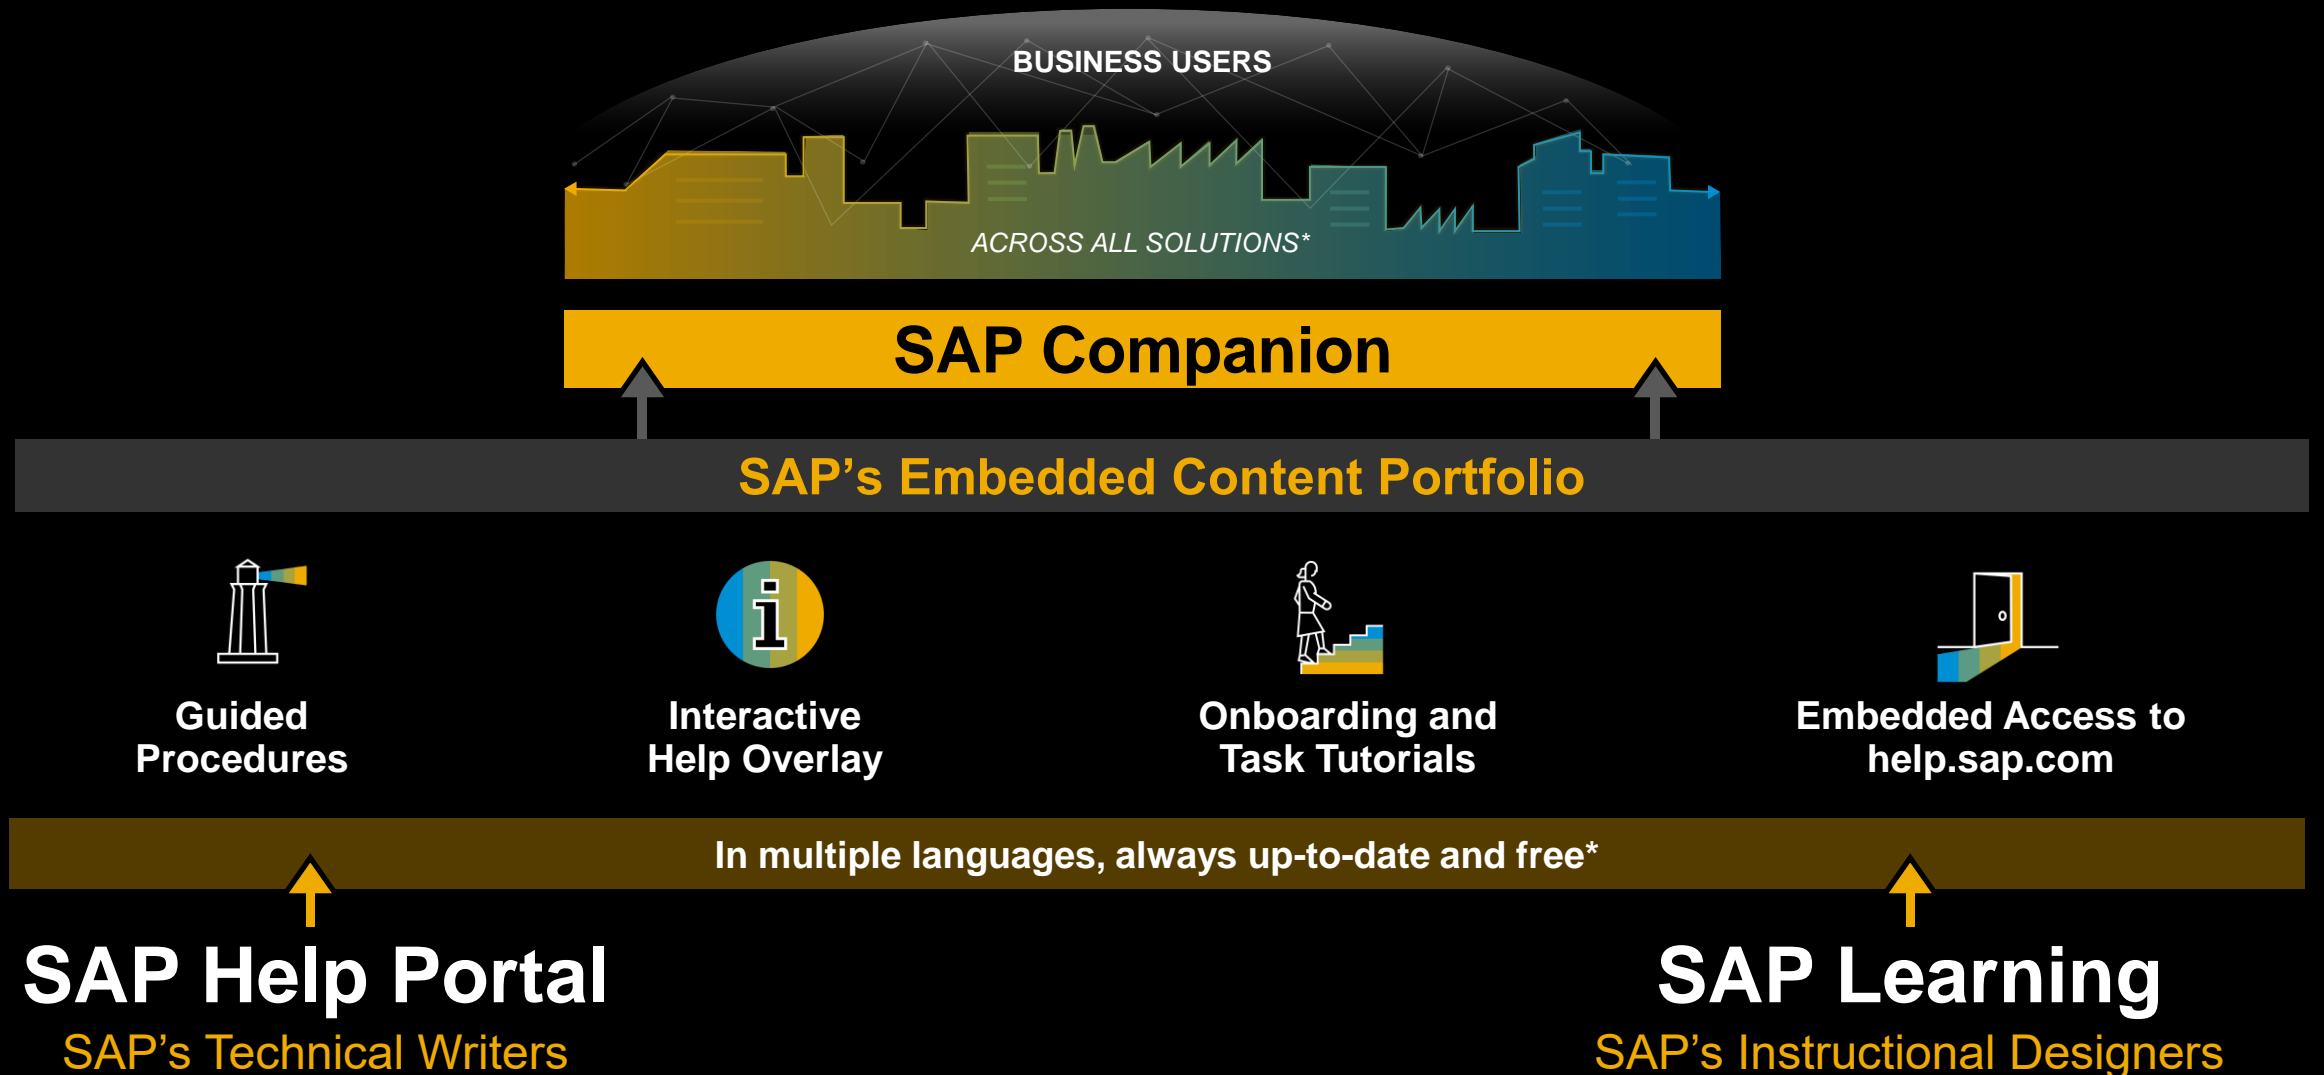 BUSINESS USERS
ACROSS ALL SOLUTIONS*
SAP Companion
SAP’s Embedded Content Portfolio
Guided
Procedures
Interactive
Help Overlay
Onboarding and
Task Tutorials
Embedded Access to
help.sap.com
In multiple languages, always up-to-date and free*
SAP Help Portal
SAP’s Technical Writers
SAP Learning
SAP’s Instructional Designers